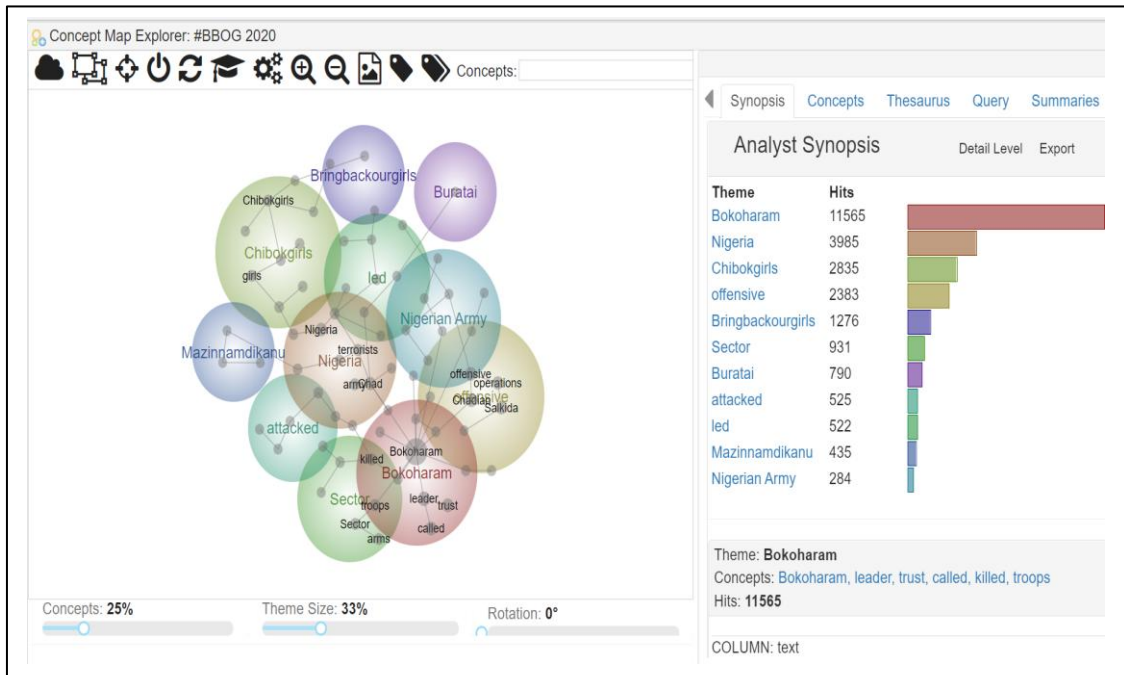 Concept Map Explorer: #BBOG 2020
Concepts:
Bringbackourgirls
Buratai
Chibokgirls
Chibokgirls
girls
led
Nigerian Army
Mazinnamdikanu
Nigeria
terrorists
Nigeria
army
Chad
offensive
operations
offensive
Chadian
Salkida
attacked
Bokoharam
killed
Bokoharam
Sector
troops
leader
trust
Sector
called
arms
Concepts: 25%
Theme Size: 33%
Rotation: 0°
Synopsis Concepts Thesaurus Query Summaries
Analyst Synopsis Detail Level Export
Theme Hits
Bokoharam 11565
Nigeria 3985
Chibokgirls 2835
offensive 2383
Bringbackourgirls 1276
Sector 931
Buratai 790
attacked 525
led 522
Mazinnamdikanu 435
Nigerian Army 284
Theme: Bokoharam
Concepts: Bokoharam, leader, trust, called, killed, troops
Hits: 11565
COLUMN: text